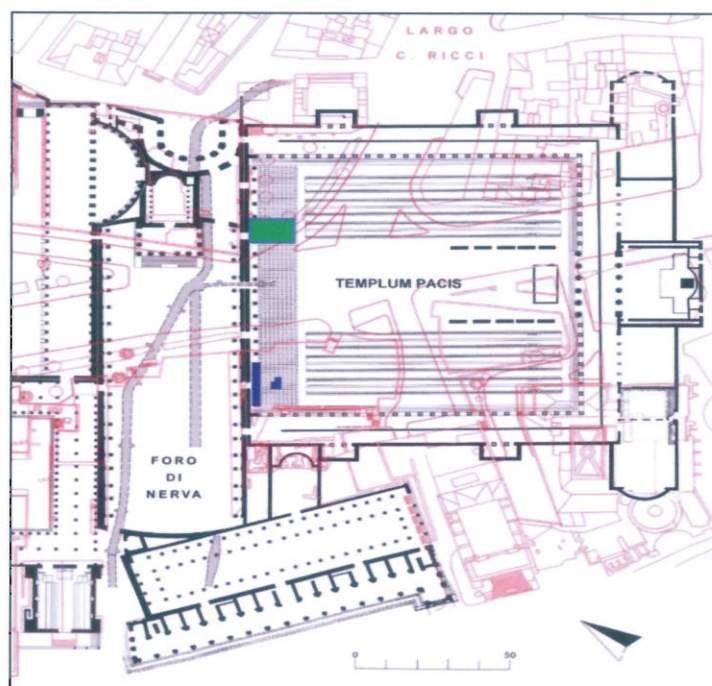 LARGO
C. RICCI
TEMPLUM PACIS
FORO
DI
NERVA
0 50